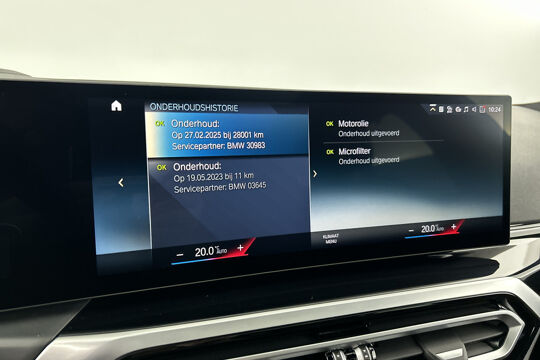 ONDERHOUDSHISTORIE
10:24
OK Onderhoud:
Op 27.02.2025 bij 28001 km
Servicepartner: BMW 30983
OK Onderhoud:
Op 19.05.2023 bij 11 km
Servicepartner: BMW 03645
OK Motorolie
Onderhoud uitgevoerd
OK Microfilter
Onderhoud uitgevoerd
− 20.0 °C AUTO +
KLIMAAT
MENU
− 20.0 °C AUTO +